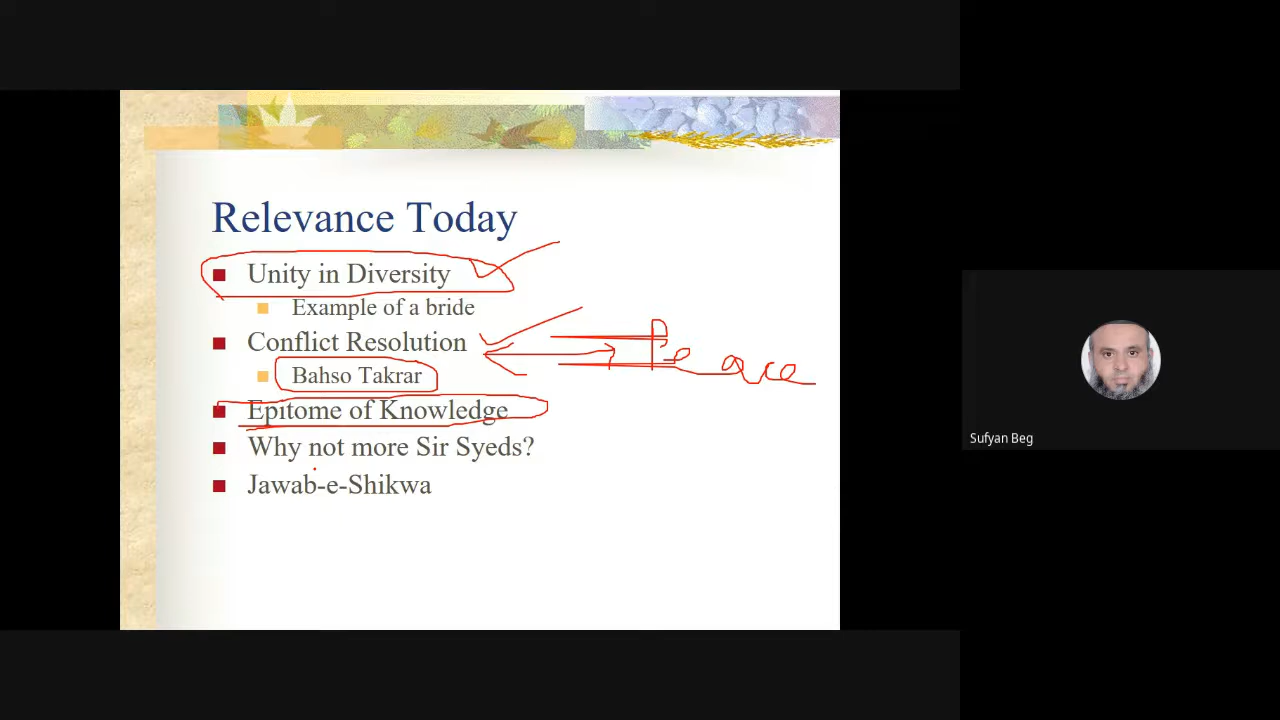 Relevance Today
Unity in Diversity
Example of a bride
Conflict Resolution
Peace
Bahso Takrar
Epitome of Knowledge
Why not more Sir Syeds?
Jawab-e-Shikwa
Sufyan Beg